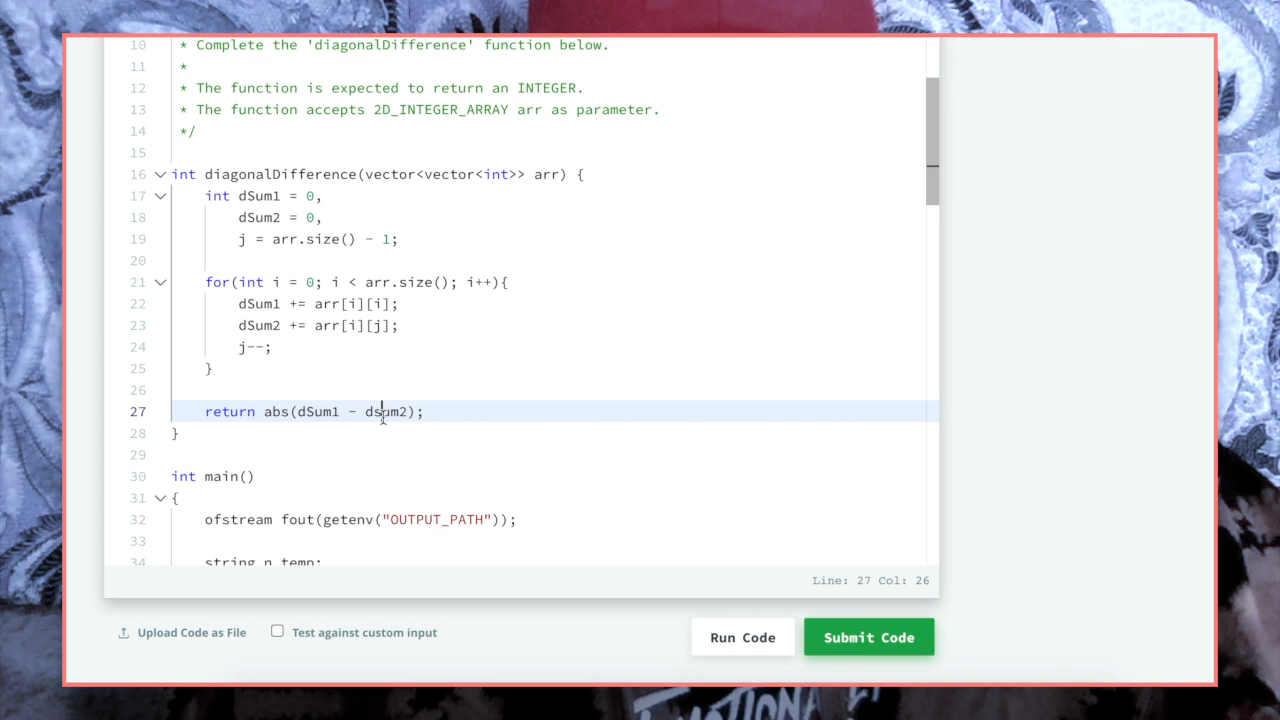 10 * Complete the 'diagonalDifference' function below.
11 *
12 * The function is expected to return an INTEGER.
13 * The function accepts 2D_INTEGER_ARRAY arr as parameter.
14 */
15
16 int diagonalDifference(vector<vector<int>> arr) {
17 int dSum1 = 0,
18 dSum2 = 0,
19 j = arr.size() - 1;
20
21 for(int i = 0; i < arr.size(); i++){
22 dSum1 += arr[i][i];
23 dSum2 += arr[i][j];
24 j--;
25 }
26
27 return abs(dSum1 - dsum2);
28 }
29
30 int main()
31 {
32 ofstream fout(getenv("OUTPUT_PATH"));
33
34 string n_temp;
Line: 27 Col: 26
Upload Code as File
Test against custom input
Run Code
Submit Code